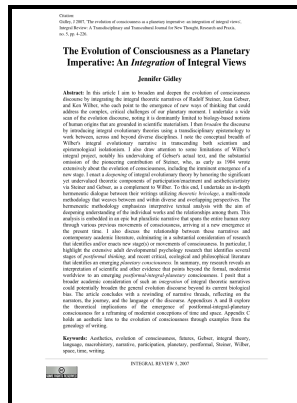 Citation:
Gidley, J 2007, The evolution of consciousness as a planetary imperative: an integration of integral views,
Integral Review: A Transdisciplinary and Transcultural Journal for New Thought, Research and Praxis,
no. 5, pp. 4-226.
The Evolution of Consciousness as a Planetary
Imperative: An Integration of Integral Views
Jennifer Gidley
Abstract: In this article I aim to broaden and deepen the evolution of consciousness
discourse by integrating the integral theoretic narratives of Rudolf Steiner, Jean Gebser,
and Ken Wilber, who each point to the emergence of new ways of thinking that could
address the complex, critical challenges of our planetary moment. I undertake a wide
scan of the evolution discourse, noting it is dominantly limited to biology-based notions
of human origins that are grounded in scientific materialism. I then broaden the discourse
by introducing integral evolutionary theories using a transdisciplinary epistemology to
work between, across and beyond diverse disciplines. I note the conceptual breadth of
Wilber's integral evolutionary narrative in transcending both scientism and
epistemological isolationism. I also draw attention to some limitations of Wilber's
integral project, notably his undervaluing of Gebser's actual text, and the substantial
omission of the pioneering contribution of Steiner, who, as early as 1904 wrote
extensively about the evolution of consciousness, including the imminent emergence of a
new stage. I enact a deepening of integral evolutionary theory by honoring the significant
yet undervalued theoretic components of participation/enactment and aesthetics/artistry
via Steiner and Gebser, as a complement to Wilber. To this end, I undertake an in-depth
hermeneutic dialogue between their writings utilizing theoretic bricolage, a multi-mode
methodology that weaves between and within diverse and overlapping perspectives. The
hermeneutic methodology emphasizes interpretive textual analysis with the aim of
deepening understanding of the individual works and the relationships among them. This
analysis is embedded in an epic but pluralistic narrative that spans the entire human story
through various previous movements of consciousness, arriving at a new emergence at
the present time. I also discuss the relationship between these narratives and
contemporary academic literature, culminating in a substantial consideration of research
that identifies and/or enacts new stage(s) or movements of consciousness. In particular, I
highlight the extensive adult developmental psychology research that identifies several
stages of postformal thinking, and recent critical, ecological and philosophical literature
that identifies an emerging planetary consciousness. In summary, my research reveals an
interpretation of scientific and other evidence that points beyond the formal, modernist
worldview to an emerging postformal-integral-planetary consciousness. I posit that a
broader academic consideration of such an integration of integral theoretic narratives
could potentially broaden the general evolution discourse beyond its current biological
bias. The article concludes with a rewinding of narrative threads, reflecting on the
narrators, the journey, and the language of the discourse. Appendixes A and B explore
the theoretical implications of the emergence of postformal-integral-planetary
consciousness for a reframing of modernist conceptions of time and space. Appendix C
holds an aesthetic lens to the evolution of consciousness through examples from the
genealogy of writing.
Keywords: Aesthetics, evolution of consciousness, futures, Gebser, integral theory,
language, macrohistory, narrative, participation, planetary, postformal, Steiner, Wilber,
space, time, writing.
INTEGRAL REVIEW 5, 2007